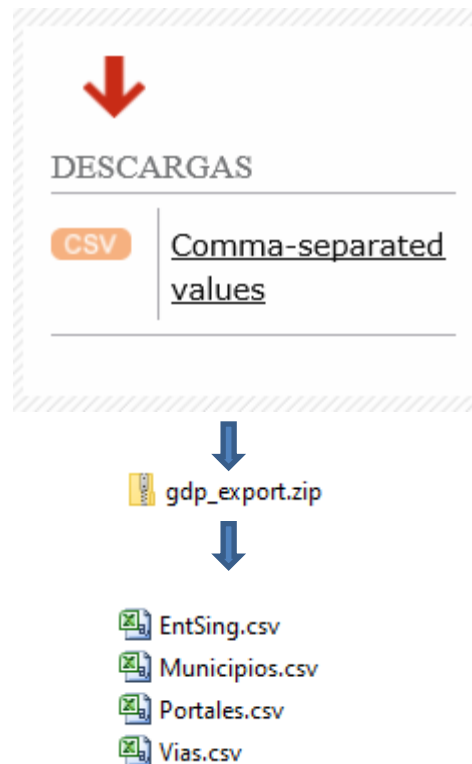 DESCARGAS
CSV
Comma-separated
values
gdp_export.zip
EntSing.csv
Municipios.csv
Portales.csv
Vias.csv